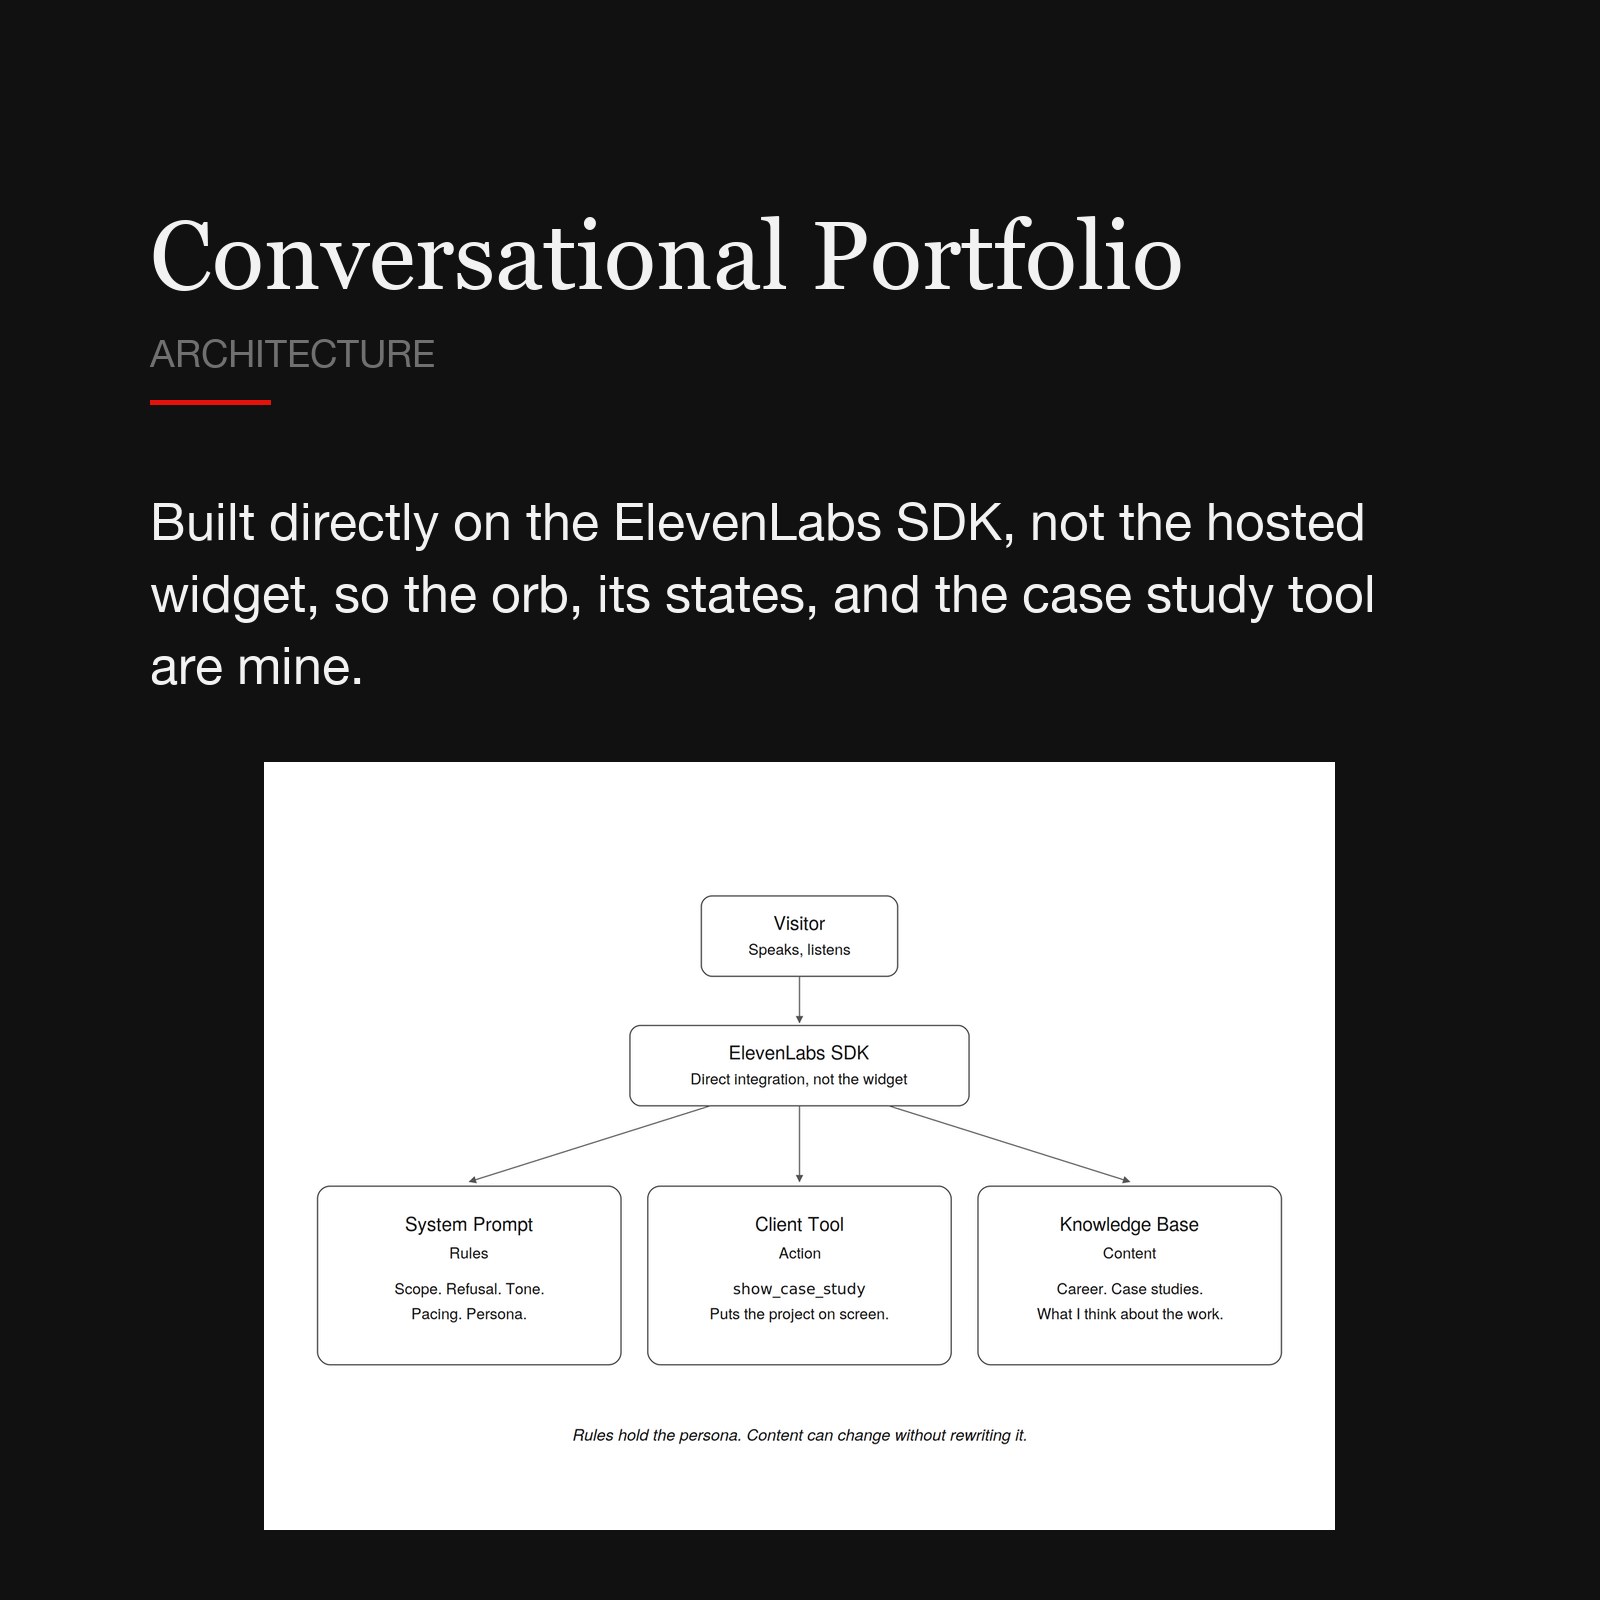 Conversational Portfolio
ARCHITECTURE
Built directly on the ElevenLabs SDK, not the hosted
widget, so the orb, its states, and the case study tool
are mine.
Visitor
Speaks, listens
ElevenLabs SDK
Direct integration, not the widget
System Prompt
Rules
Scope. Refusal. Tone.
Pacing. Persona.
Client Tool
Action
show_case_study
Puts the project on screen.
Knowledge Base
Content
Career. Case studies.
What I think about the work.
Rules hold the persona. Content can change without rewriting it.